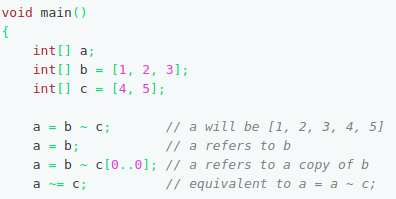 void main()
{
    int[] a;
    int[] b = [1, 2, 3];
    int[] c = [4, 5];

    a = b ~ c;       // a will be [1, 2, 3, 4, 5]
    a = b;           // a refers to b
    a = b ~ c[0..0]; // a refers to a copy of b
    a ~= c;          // equivalent to a = a ~ c;